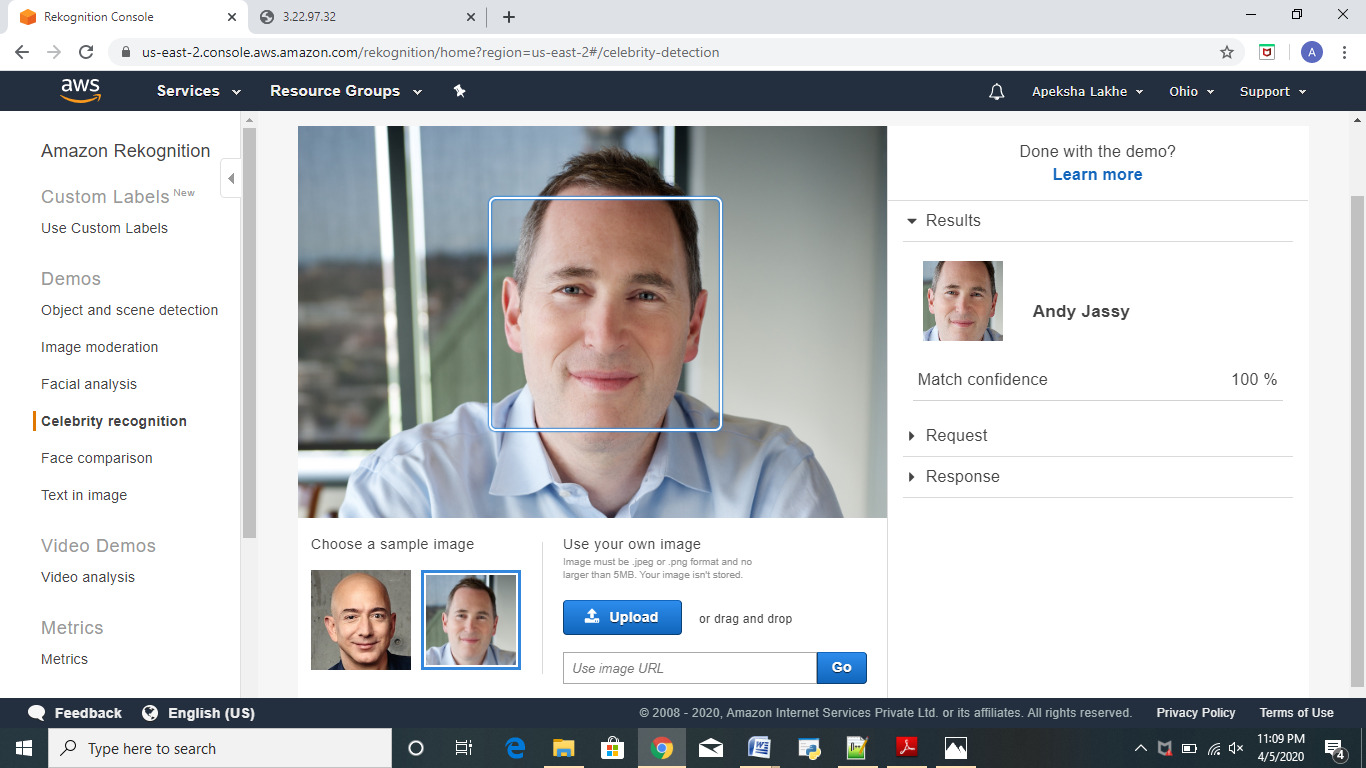 Rekognition Console
3.22.97.32
us-east-2.console.aws.amazon.com/rekognition/home?region=us-east-2#/celebrity-detection
A
aws
Services
Resource Groups
Apeksha Lakhe
Ohio
Support
Amazon Rekognition
Custom Labels New
Use Custom Labels
Demos
Object and scene detection
Image moderation
Facial analysis
Celebrity recognition
Face comparison
Text in image
Video Demos
Video analysis
Metrics
Metrics
Choose a sample image
Use your own image
Image must be .jpeg or .png format and no
larger than 5MB. Your image isn't stored.
Upload
or drag and drop
Use image URL
Go
Done with the demo?
Learn more
Results
Andy Jassy
Match confidence 100 %
Request
Response
Feedback
English (US)
© 2008 - 2020, Amazon Internet Services Private Ltd. or its affiliates. All rights reserved.
Privacy Policy
Terms of Use
Type here to search
11:09 PM
4/5/2020
4